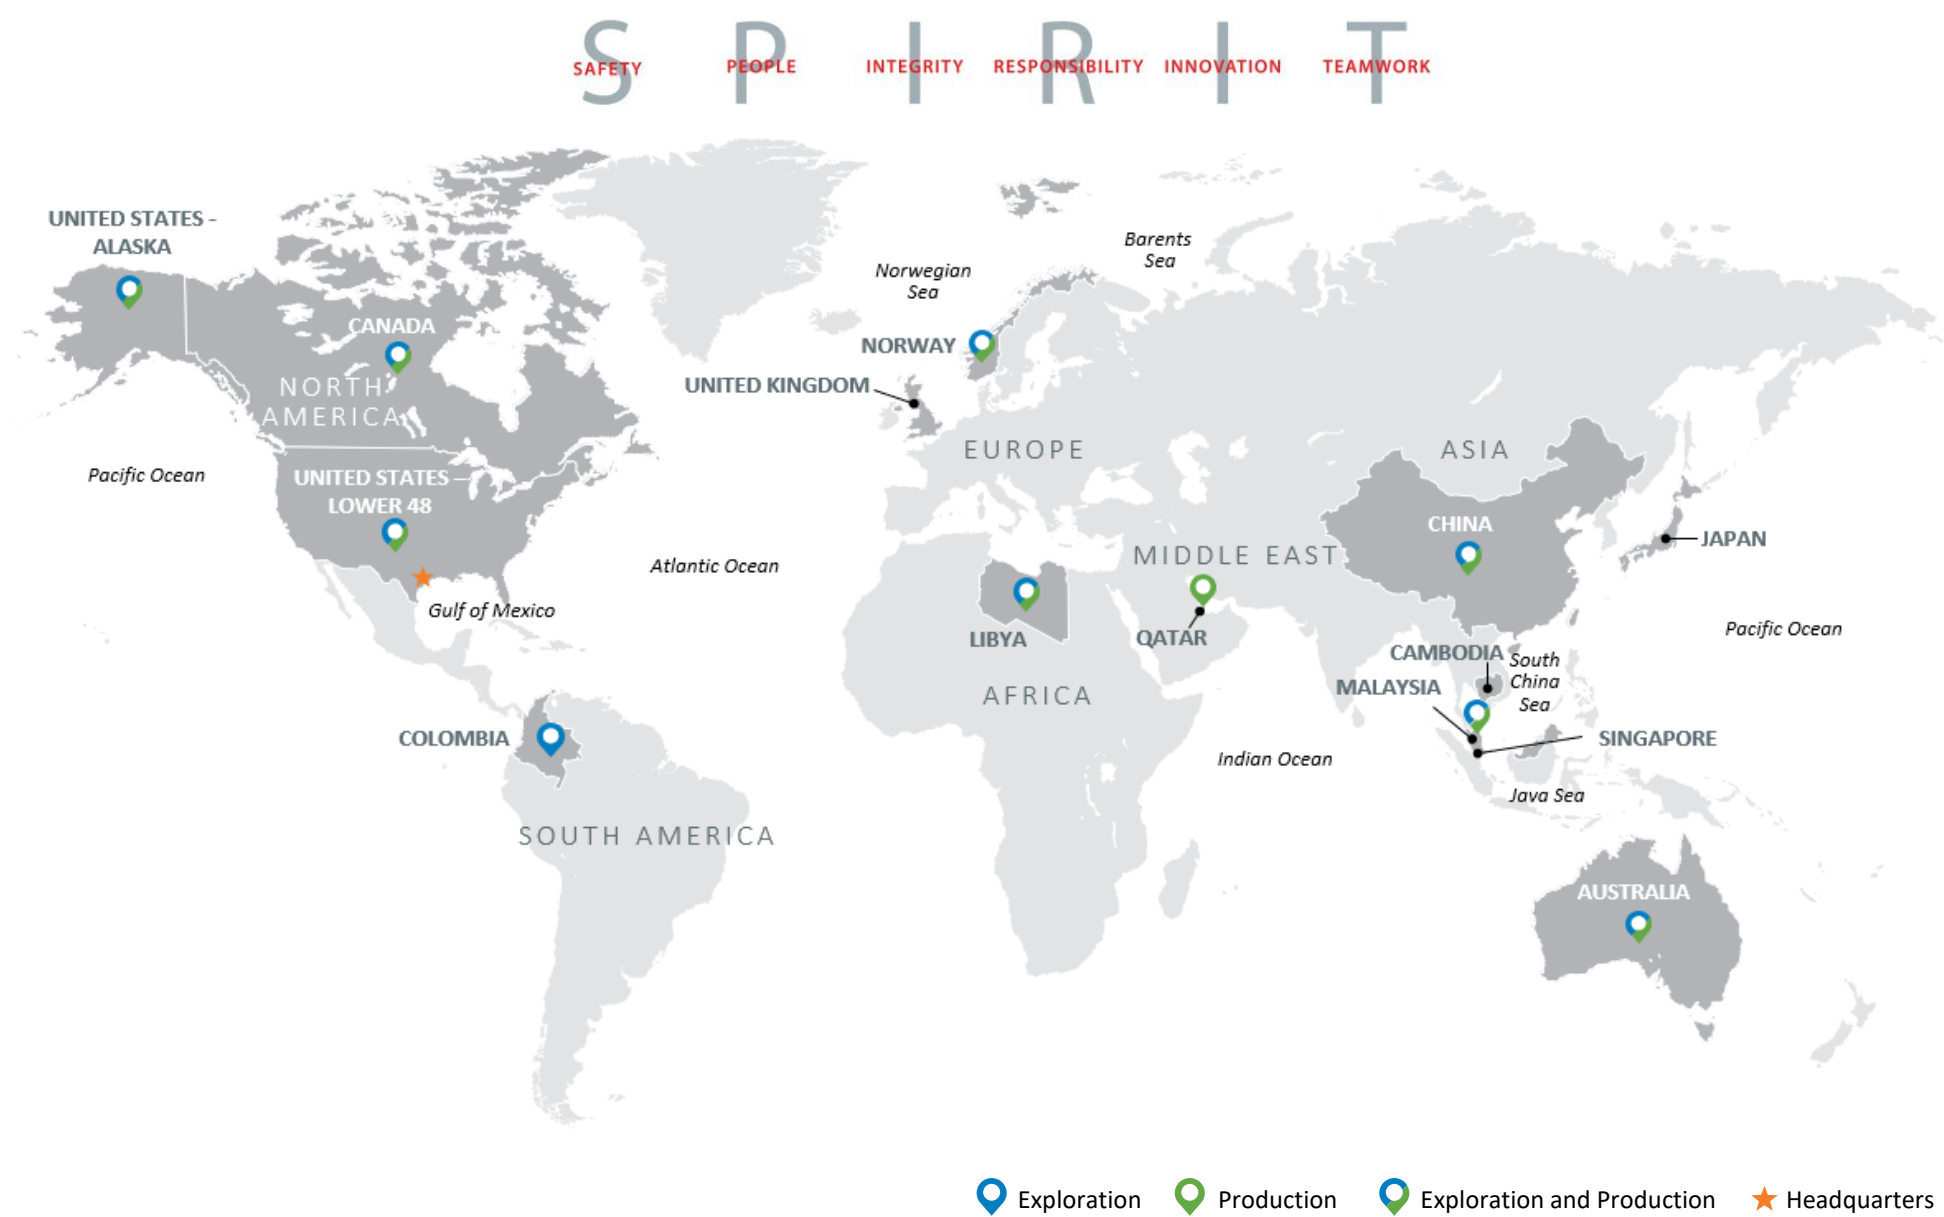 S P I R I T
SAFETY PEOPLE INTEGRITY RESPONSIBILITY INNOVATION TEAMWORK
UNITED STATES -
ALASKA
CANADA
NORTH
AMERICA
Pacific Ocean
UNITED STATES –
LOWER 48
Gulf of Mexico
Atlantic Ocean
COLOMBIA
SOUTH AMERICA
Norwegian
Sea
Barents
Sea
NORWAY
UNITED KINGDOM
EUROPE
ASIA
MIDDLE EAST
LIBYA
QATAR
AFRICA
Indian Ocean
CHINA
JAPAN
Pacific Ocean
CAMBODIA
South
China
Sea
MALAYSIA
SINGAPORE
Java Sea
AUSTRALIA
Exploration
Production
Exploration and Production
Headquarters